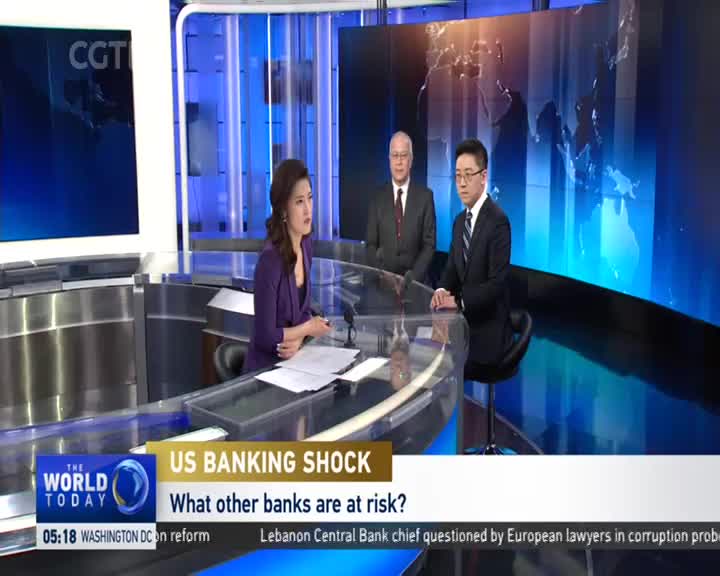 CGT
US BANKING SHOCK
What other banks are at risk?
THE
WORLD
TODAY
05:18 WASHINGTON DC
on reform Lebanon Central Bank chief questioned by European lawyers in corruption probe